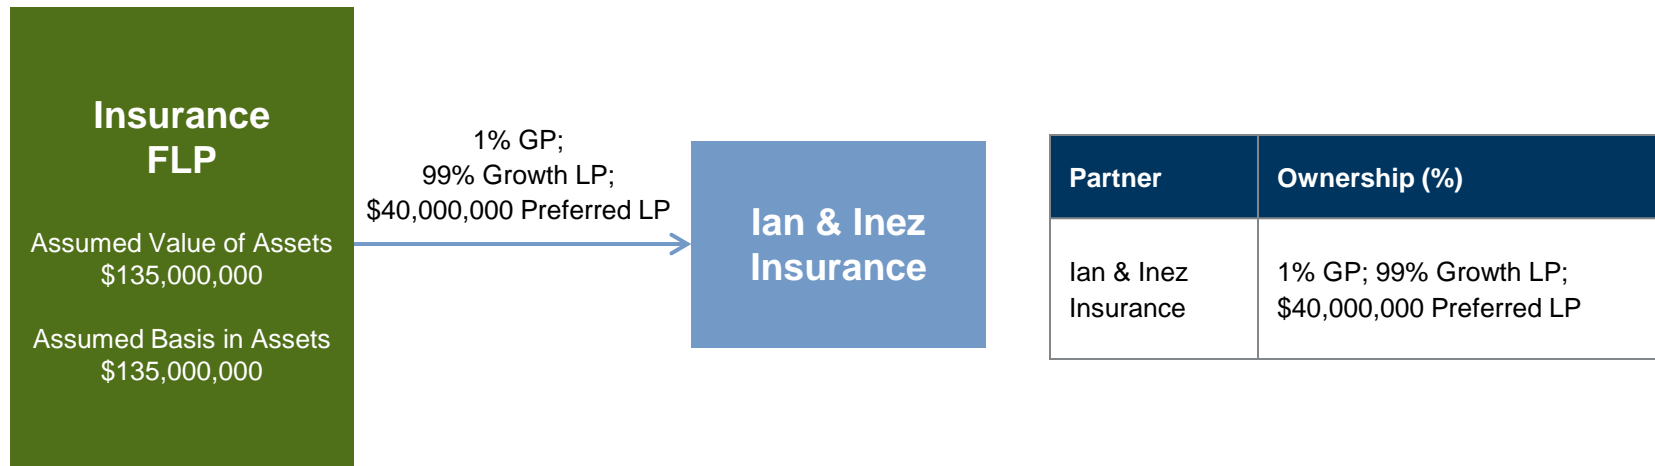 Insurance
FLP
Assumed Value of Assets
$135,000,000
Assumed Basis in Assets
$135,000,000
1% GP;
99% Growth LP;
$40,000,000 Preferred LP
Ian & Inez
Insurance
Partner
Ownership (%)
Ian & Inez
Insurance
1% GP; 99% Growth LP;
$40,000,000 Preferred LP